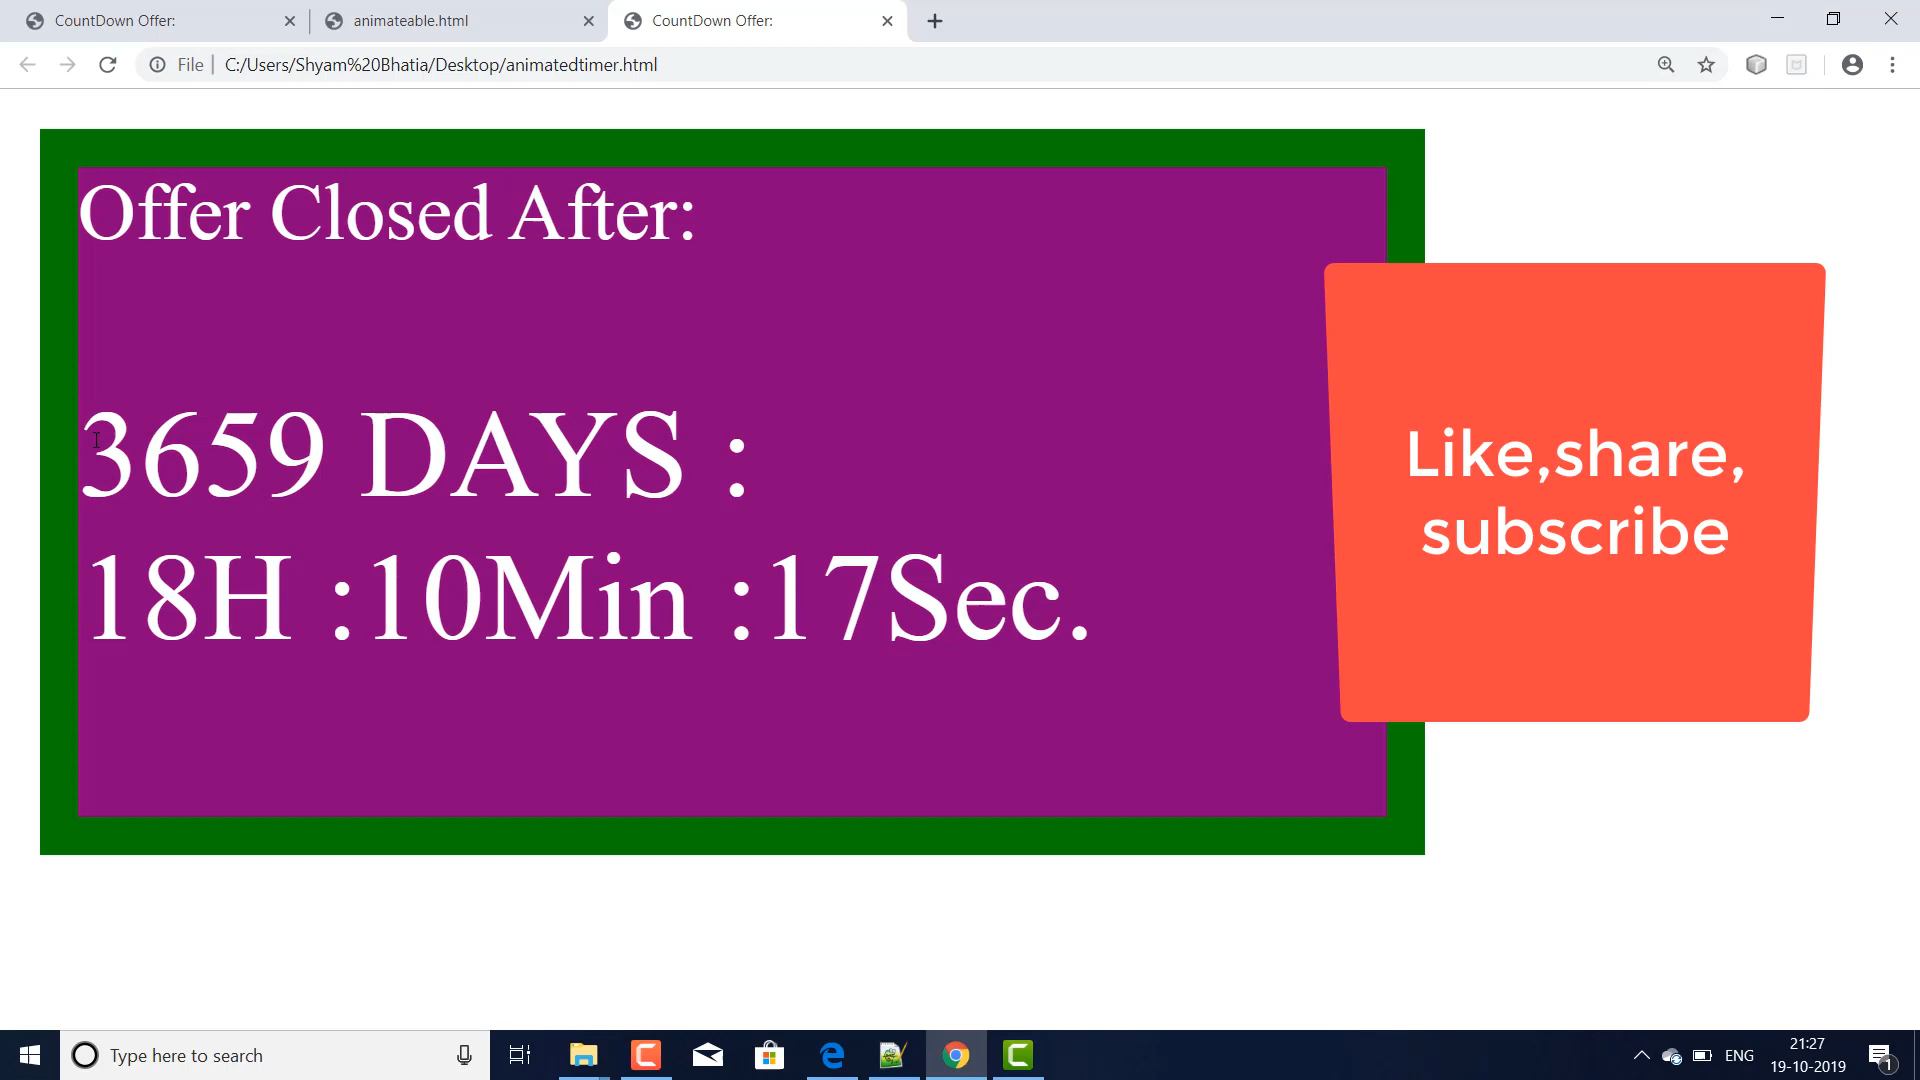 CountDown Offer:
animateable.html
CountDown Offer:
File
C:/Users/Shyam%20Bhatia/Desktop/animatedtimer.html
Offer Closed After:
3659 DAYS :
18H :10Min :17Sec.
Like,share,
subscribe
Type here to search
ENG
21:27
19-10-2019
1